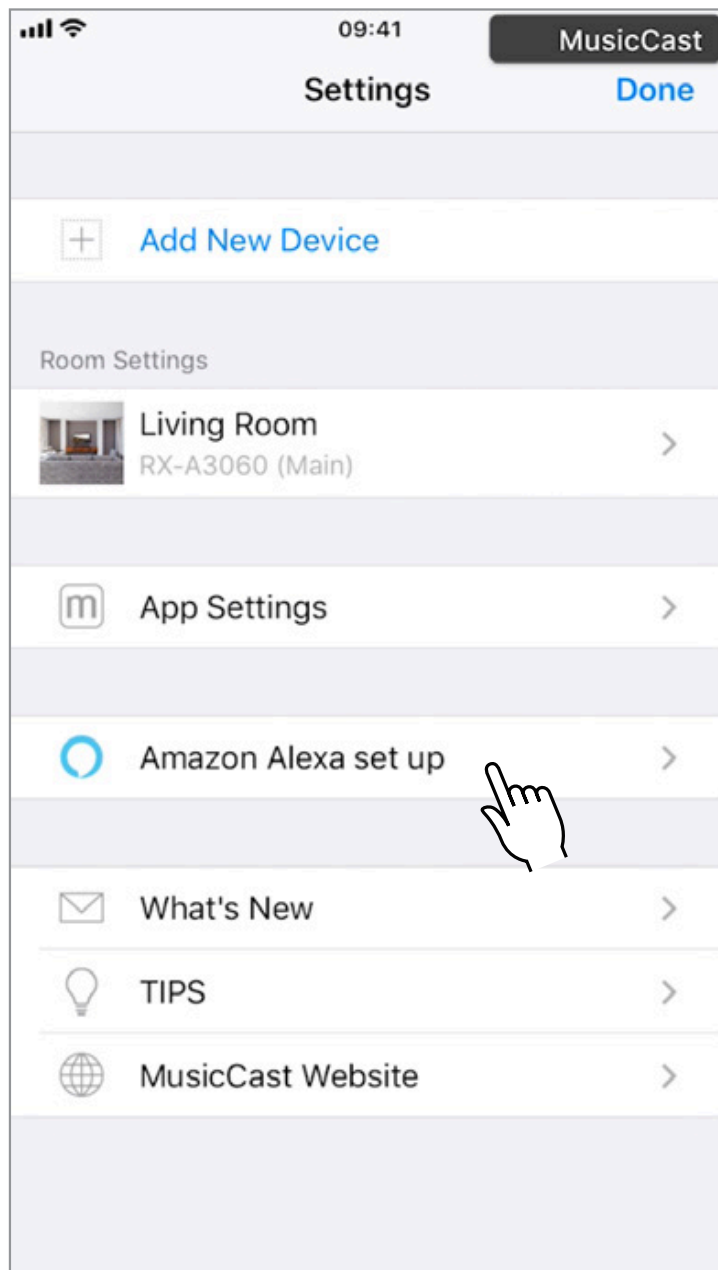 09:41
MusicCast
Settings
Done
Add New Device
Room Settings
Living Room
RX-A3060 (Main)
m
App Settings
Amazon Alexa set up
What's New
TIPS
MusicCast Website